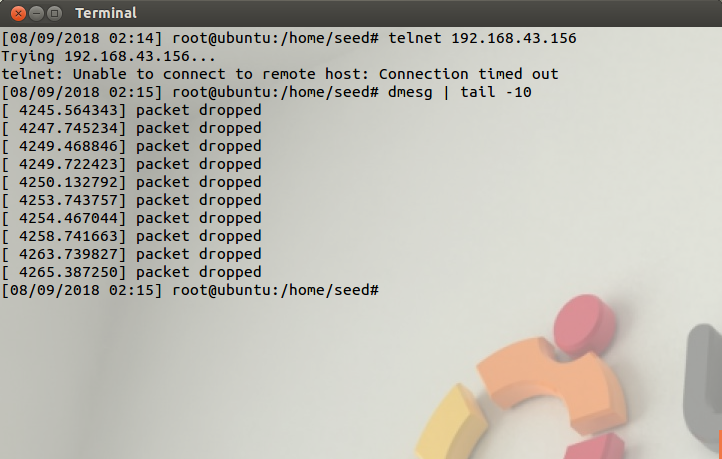 Terminal
[08/09/2018 02:14] root@ubuntu:/home/seed# telnet 192.168.43.156
Trying 192.168.43.156...
telnet: Unable to connect to remote host: Connection timed out
[08/09/2018 02:15] root@ubuntu:/home/seed# dmesg | tail -10
[ 4245.564343] packet dropped
[ 4247.745234] packet dropped
[ 4249.468846] packet dropped
[ 4249.722423] packet dropped
[ 4250.132792] packet dropped
[ 4253.743757] packet dropped
[ 4254.467044] packet dropped
[ 4258.741663] packet dropped
[ 4263.739827] packet dropped
[ 4265.387250] packet dropped
[08/09/2018 02:15] root@ubuntu:/home/seed#